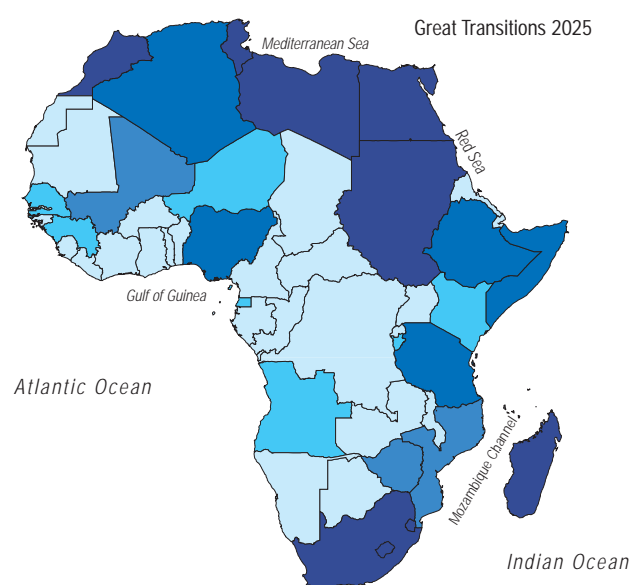 Great Transitions 2025
Mediterranean Sea
Red Sea
Gulf of Guinea
Atlantic Ocean
Mozambique Channel
Indian Ocean